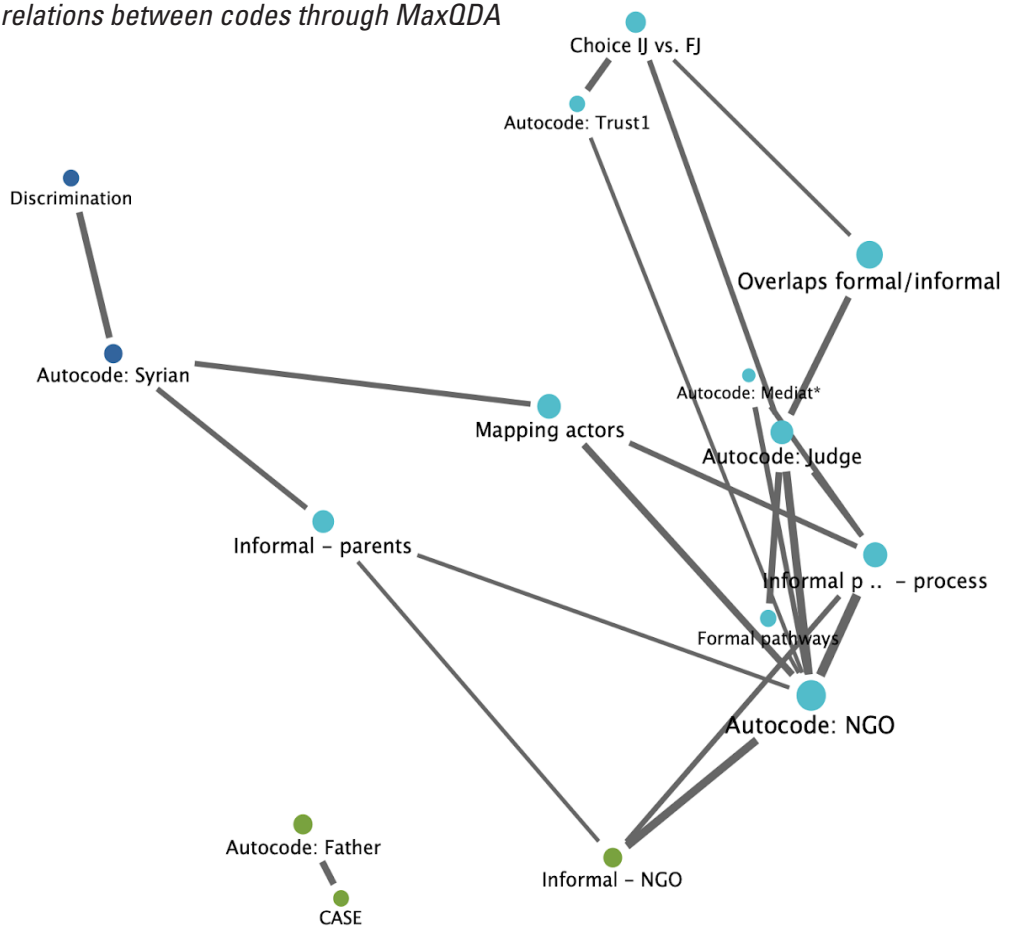 relations between codes through MaxQDA
Choice IJ vs. FJ
Autocode: Trust1
Discrimination
Overlaps formal/informal
Autocode: Syrian
Autocode: Mediat*
Mapping actors
Autocode: Judge
Informal – parents
Informal p .. – process
Formal pathways
Autocode: NGO
Autocode: Father
Informal – NGO
CASE